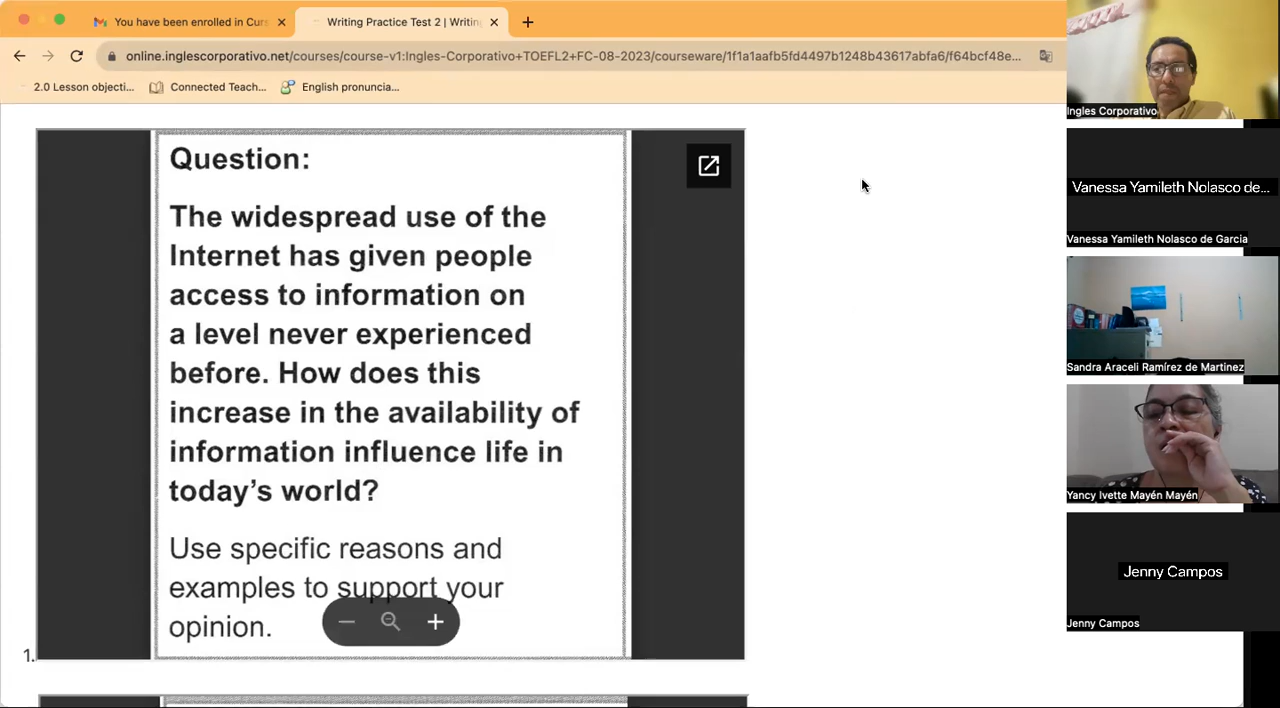 You have been enrolled in Curs
Writing Practice Test 2 | Writing
online.inglescorporativo.net/courses/course-v1:Ingles-Corporativo+TOEFL2+FC-08-2023/courseware/1f1a1aafb5fd4497b1248b43617abfa6/f64bcf48e...
2.0 Lesson objecti...
Connected Teach...
English pronuncia...
Question:
The widespread use of the
Internet has given people
access to information on
a level never experienced
before. How does this
increase in the availability of
information influence life in
today's world?
Use specific reasons and
examples to support your
opinion.
1.
Ingles Corporativo
Vanessa Yamileth Nolasco de...
Vanessa Yamileth Nolasco de Garcia
Sandra Araceli Ramírez de Martinez
Yancy Ivette Mayén Mayén
Jenny Campos
Jenny Campos